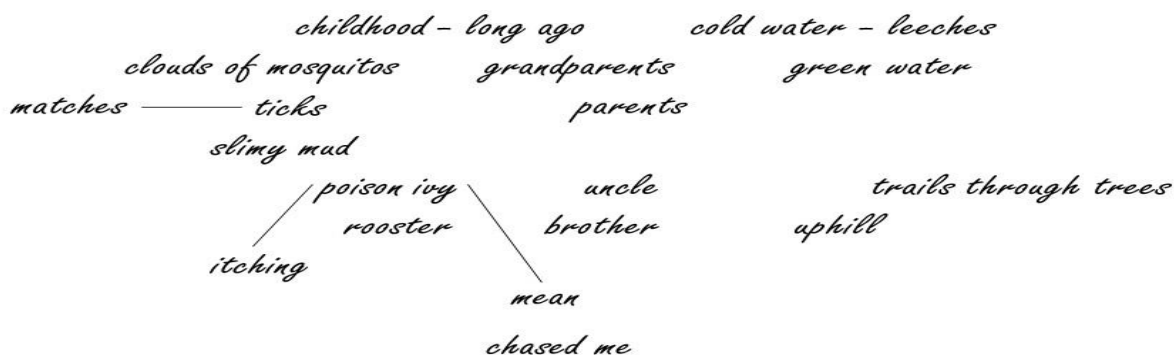 childhood – long ago cold water – leeches
clouds of mosquitos grandparents green water
matches ticks parents
slimy mud
poison ivy uncle trails through trees
rooster brother uphill
itching
mean
chased me